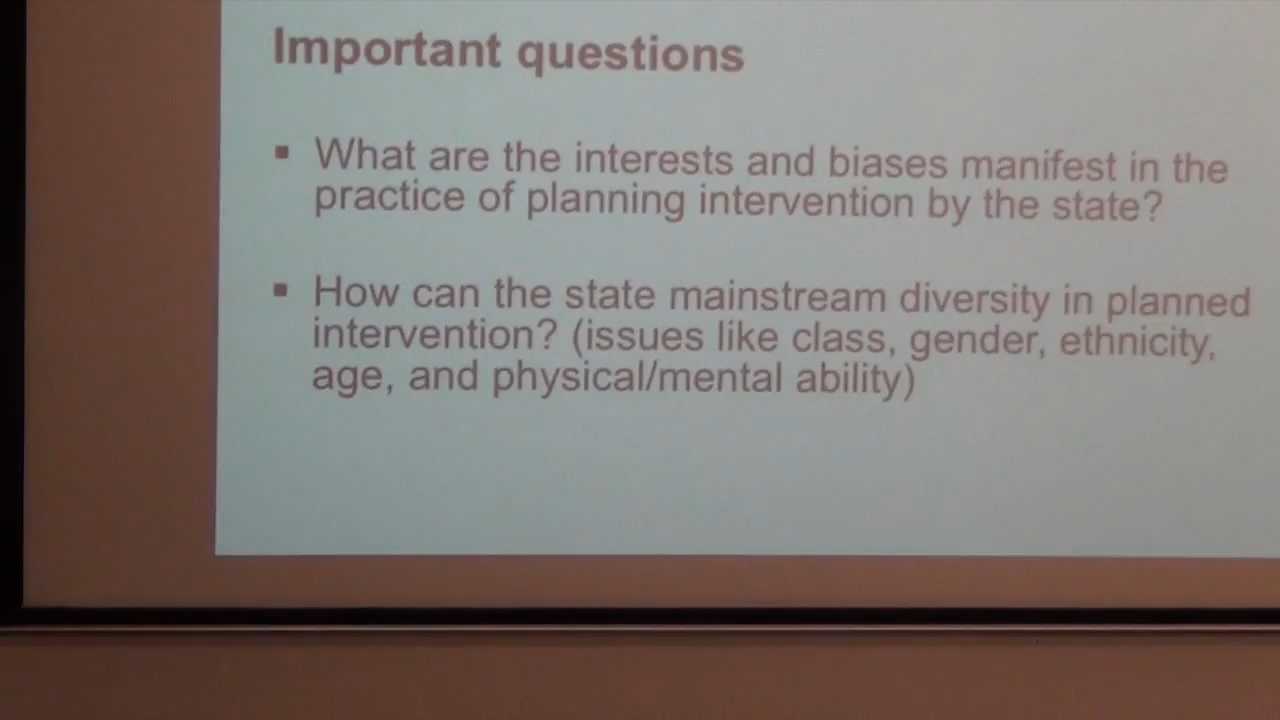 Important questions
▪ What are the interests and biases manifest in the
practice of planning intervention by the state?
▪ How can the state mainstream diversity in planned
intervention? (issues like class, gender, ethnicity,
age, and physical/mental ability)